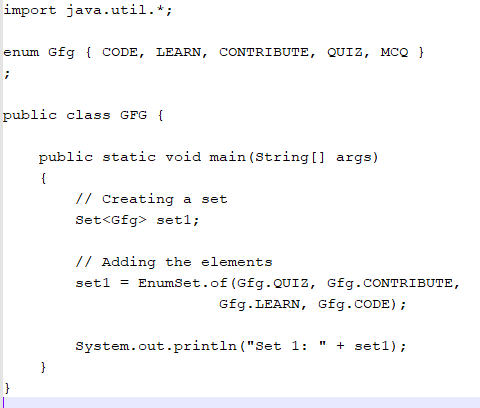 import java.util.*;
enum Gfg { CODE, LEARN, CONTRIBUTE, QUIZ, MCQ }
;
public class GFG {
    public static void main(String[] args)
    {
        // Creating a set
        Set<Gfg> set1;
        // Adding the elements
        set1 = EnumSet.of(Gfg.QUIZ, Gfg.CONTRIBUTE,
                        Gfg.LEARN, Gfg.CODE);
        System.out.println("Set 1: " + set1);
    }
}